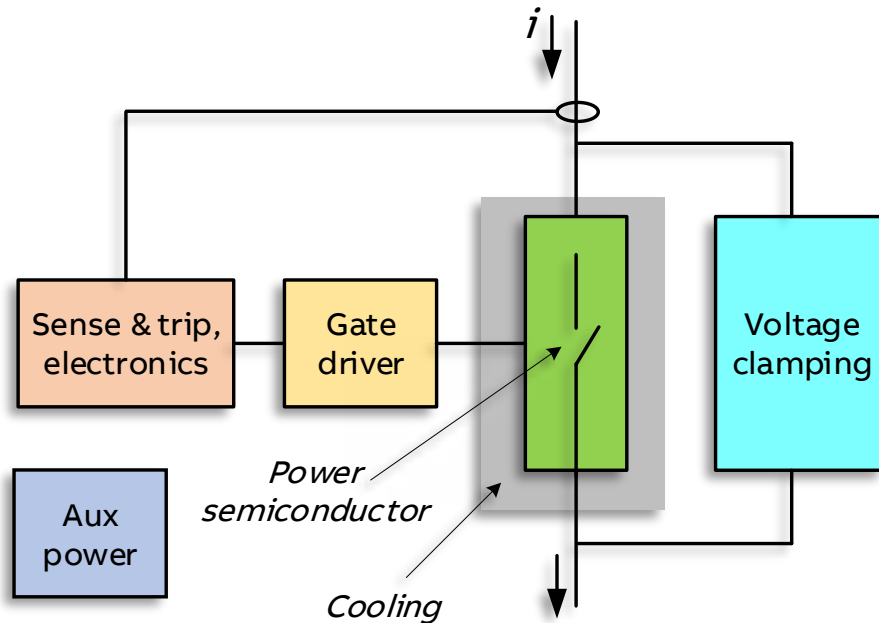 i
Sense & trip,
electronics
Gate
driver
Voltage
clamping
Power
semiconductor
Aux
power
Cooling